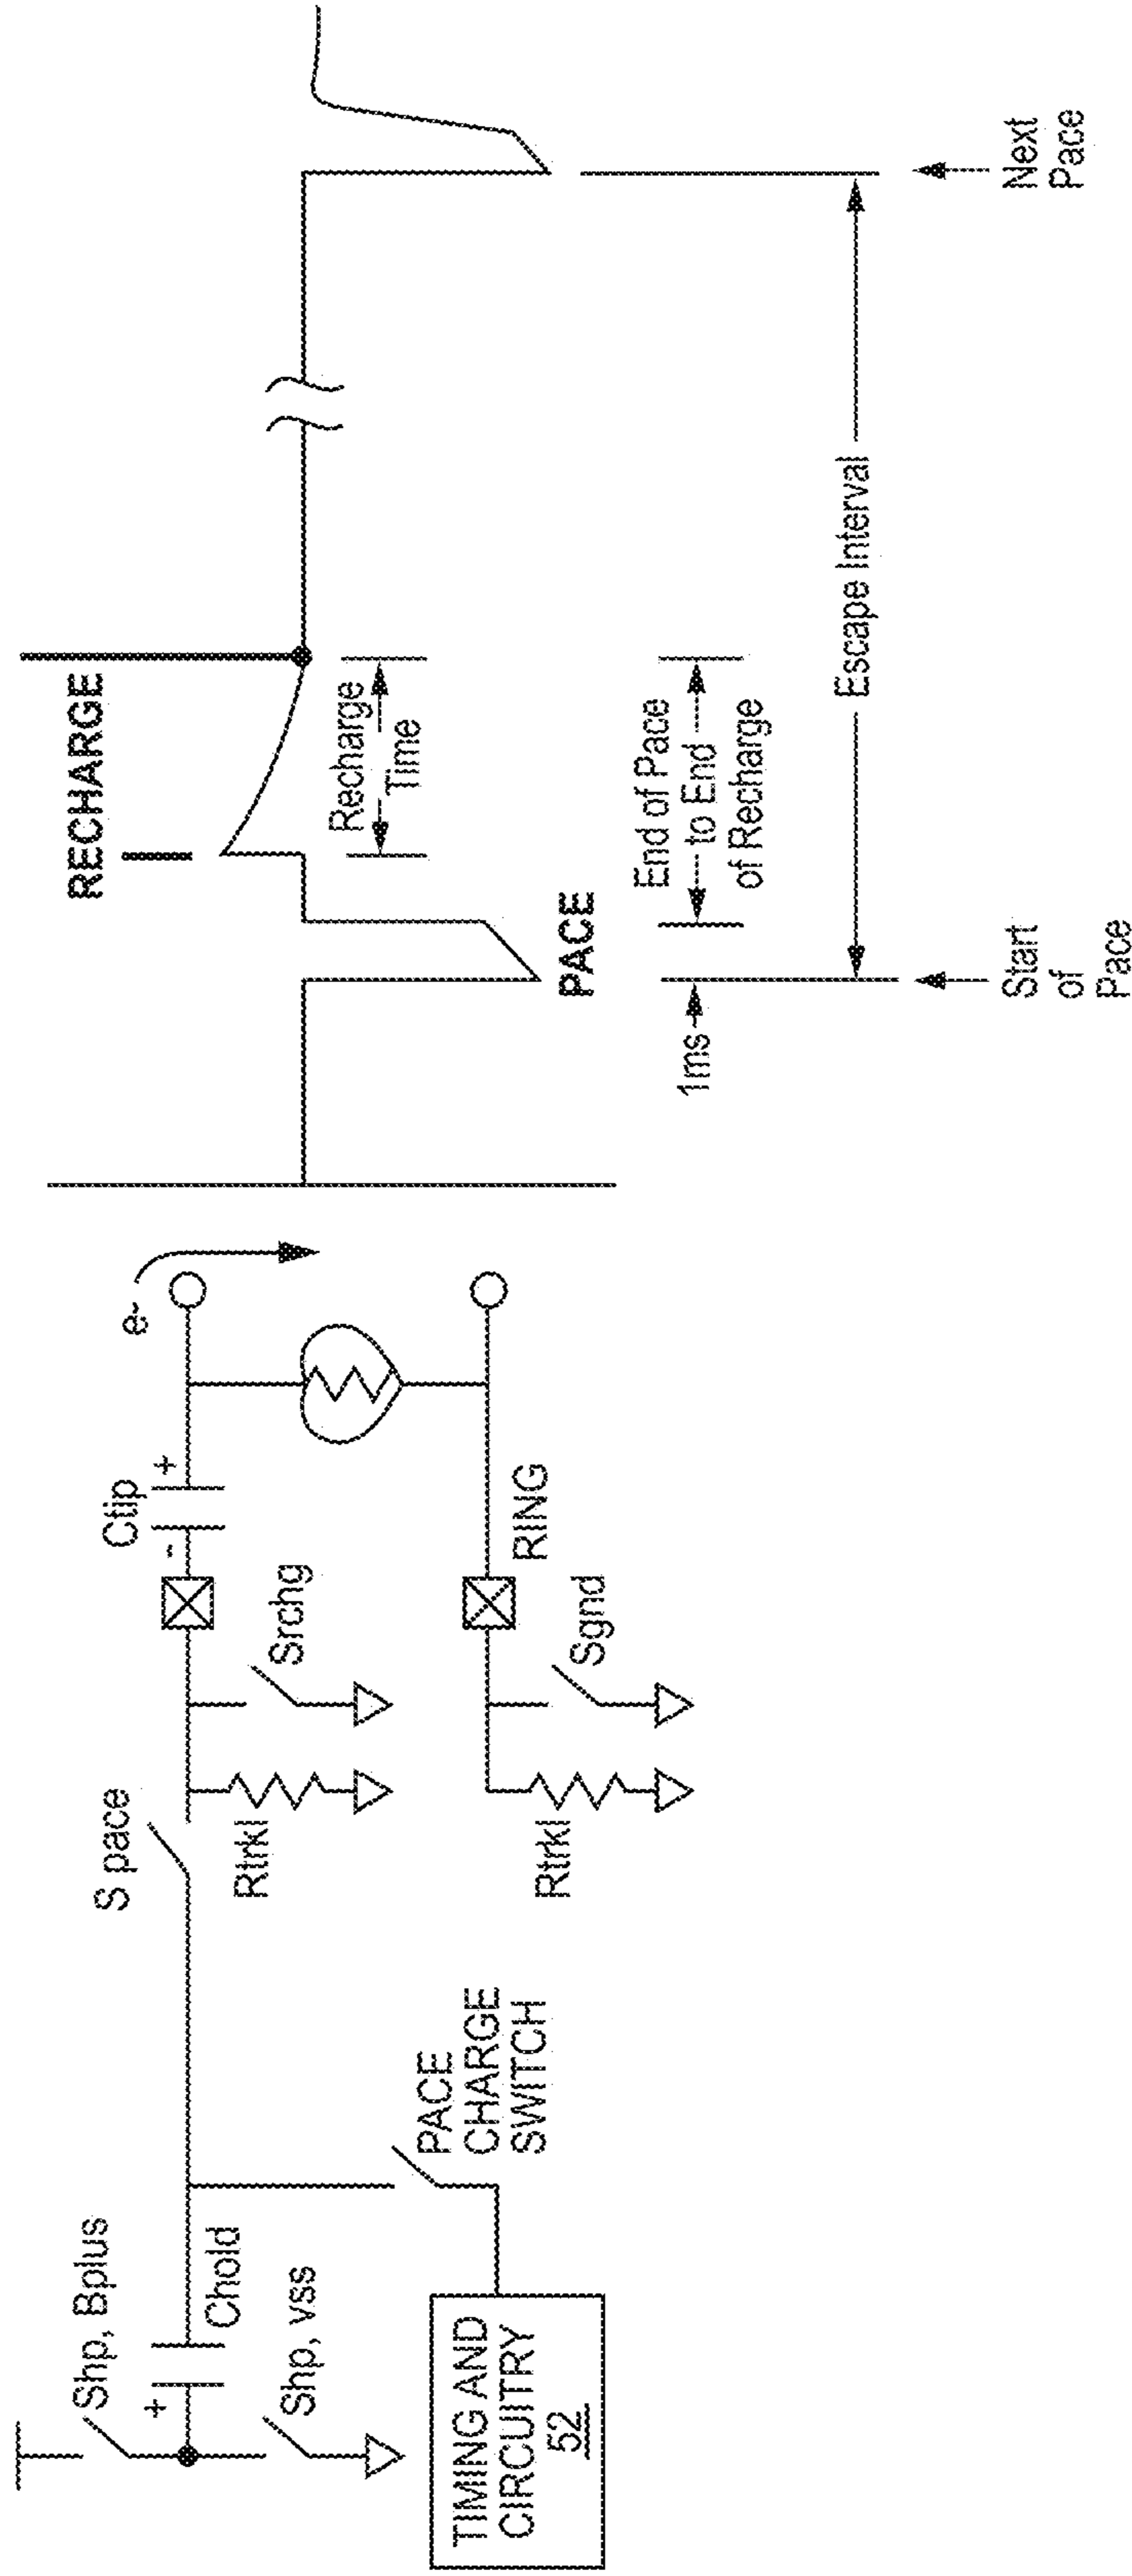 Shp, Bplus
+
Chold
Shp, vss
TIMING AND
CIRCUITRY
52
PACE
CHARGE
SWITCH
S pace
Rtrkl
Srchg
Rtrkl
Sgnd
Ctip
-
+
RING
e-
RECHARGE
Recharge
Time
PACE
1ms
End of Pace
to End
of Recharge
Escape Interval
Start
of
Pace
Next
Pace